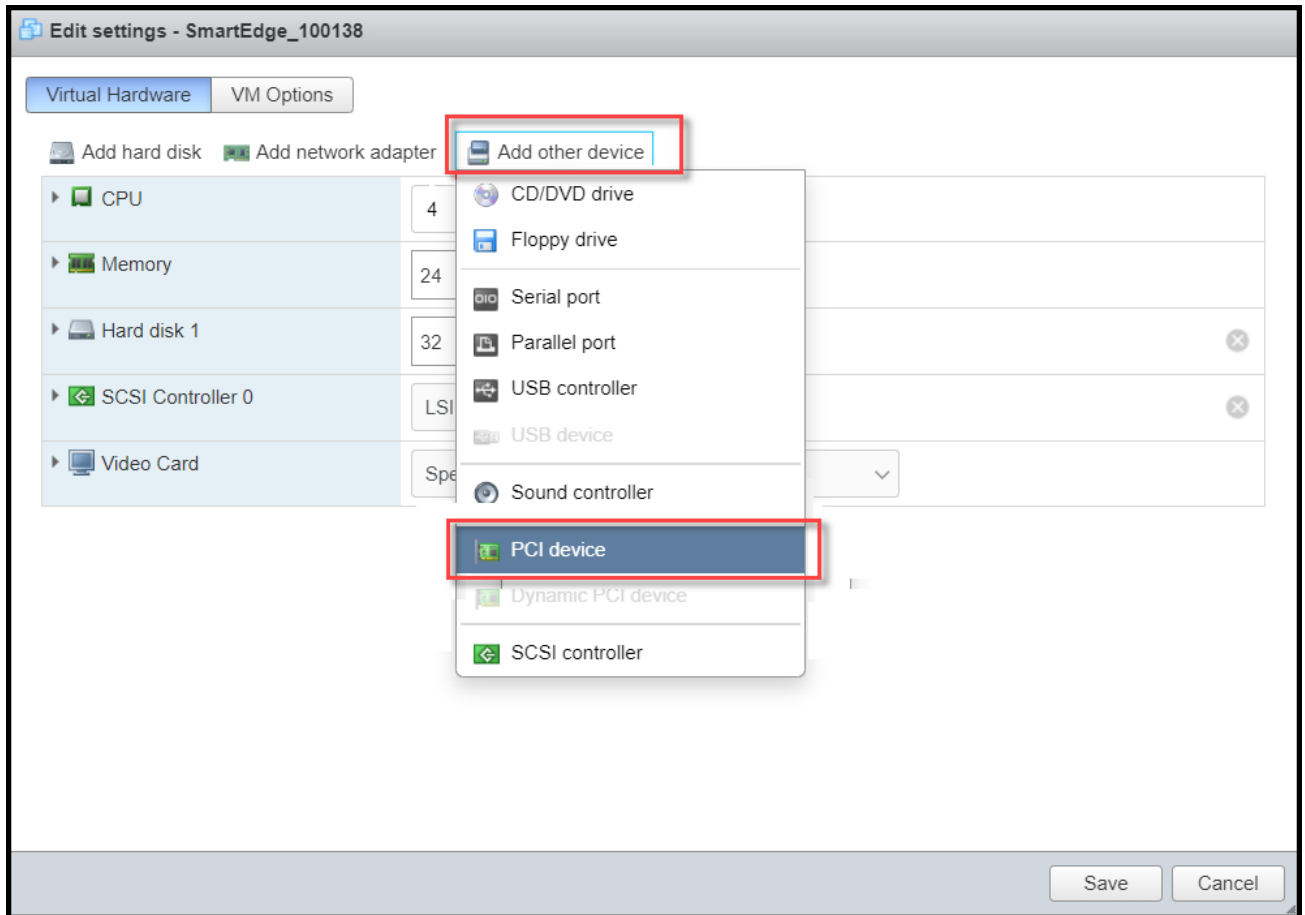 Edit settings - SmartEdge_100138
Virtual Hardware VM Options
Add hard disk Add network adapter Add other device
CPU 4
Memory 24
Hard disk 1 32
SCSI Controller 0 LSI
Video Card Spe
CD/DVD drive
Floppy drive
Serial port
Parallel port
USB controller
USB device
Sound controller
PCI device
Dynamic PCI device
SCSI controller
Save Cancel